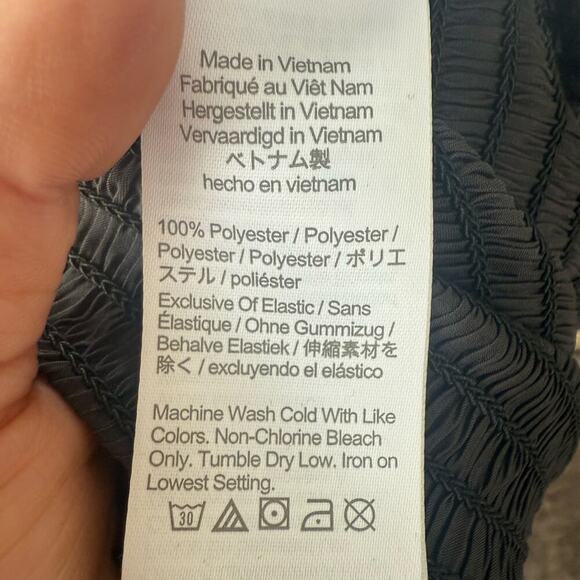 Made in Vietnam
Fabriqué au Viêt Nam
Hergestellt in Vietnam
Vervaardigd in Vietnam
ベトナム製
hecho en vietnam
100% Polyester / Polyester /
Polyester / Polyester / ポリエ
ステル / poliéster
Exclusive Of Elastic / Sans
Élastique / Ohne Gummizug /
Behalve Elastiek / 伸縮素材を
除く / excluyendo el elástico
Machine Wash Cold With Like
Colors. Non-Chlorine Bleach
Only. Tumble Dry Low. Iron on
Lowest Setting.
30